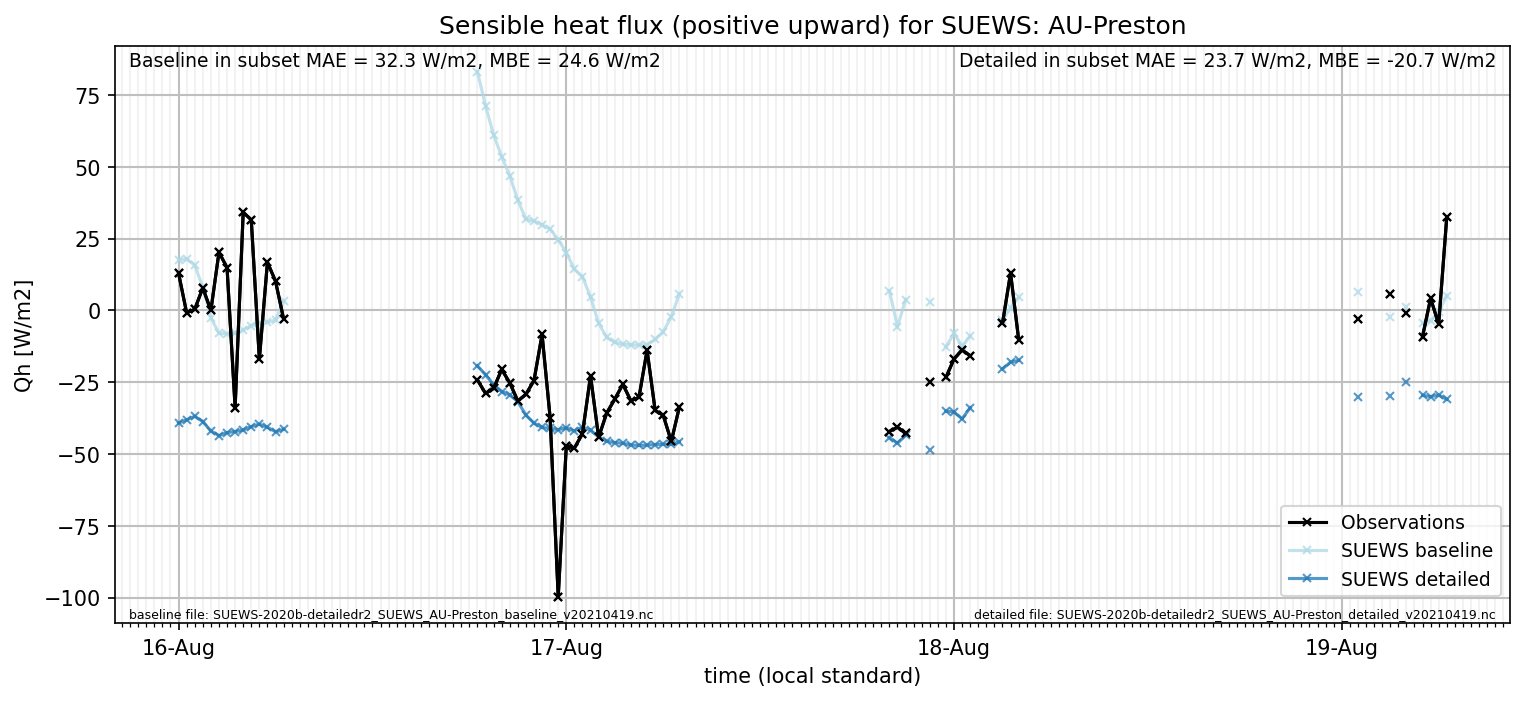 Sensible heat flux (positive upward) for SUEWS: AU-Preston
Baseline in subset MAE = 32.3 W/m2, MBE = 24.6 W/m2
Detailed in subset MAE = 23.7 W/m2, MBE = -20.7 W/m2
Qh [W/m2]
75
50
25
0
−25
−50
−75
−100
Observations
SUEWS baseline
SUEWS detailed
baseline file: SUEWS-2020b-detailedr2_SUEWS_AU-Preston_baseline_v20210419.nc
detailed file: SUEWS-2020b-detailedr2_SUEWS_AU-Preston_detailed_v20210419.nc
16-Aug
17-Aug
18-Aug
19-Aug
time (local standard)